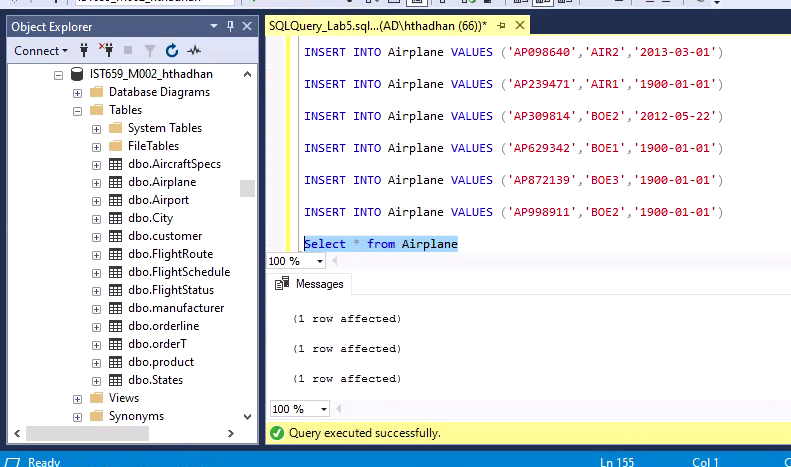 Object Explorer
Connect
IST659_M002_hthadhan
Database Diagrams
Tables
System Tables
FileTables
dbo.AircraftSpecs
dbo.Airplane
dbo.Airport
dbo.City
dbo.customer
dbo.FlightRoute
dbo.FlightSchedule
dbo.FlightStatus
dbo.manufacturer
dbo.orderline
dbo.orderT
dbo.product
dbo.States
Views
Synonyms
SQLQuery_Lab5.sql...(AD\hthadhan (66))*
INSERT INTO Airplane VALUES ('AP098640','AIR2','2013-03-01')
INSERT INTO Airplane VALUES ('AP239471','AIR1','1900-01-01')
INSERT INTO Airplane VALUES ('AP309814','BOE2','2012-05-22')
INSERT INTO Airplane VALUES ('AP629342','BOE1','1900-01-01')
INSERT INTO Airplane VALUES ('AP872139','BOE3','1900-01-01')
INSERT INTO Airplane VALUES ('AP998911','BOE2','1900-01-01')
Select * from Airplane
100 %
Messages
(1 row affected)
(1 row affected)
(1 row affected)
100 %
Query executed successfully.
Ready
Ln 155
Col 1